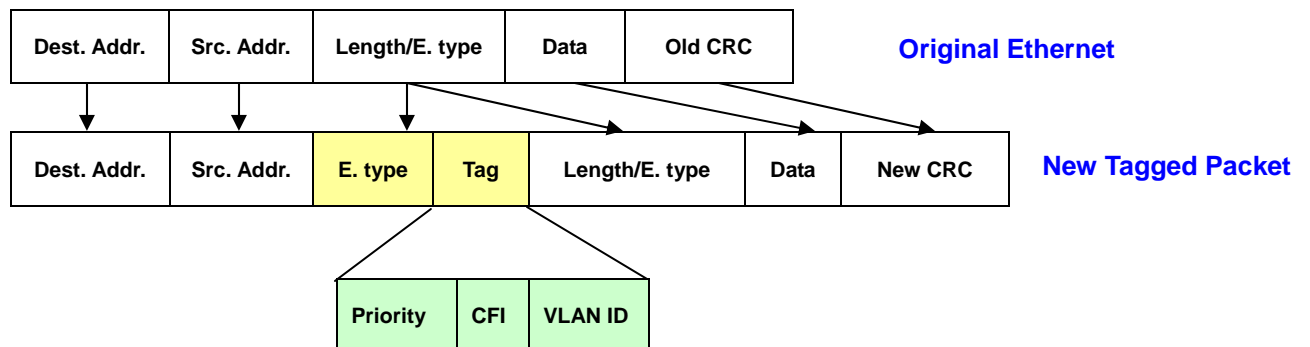 Dest. Addr. Src. Addr. Length/E. type Data Old CRC Original Ethernet
Dest. Addr. Src. Addr. E. type Tag Length/E. type Data New CRC New Tagged Packet
Priority CFI VLAN ID